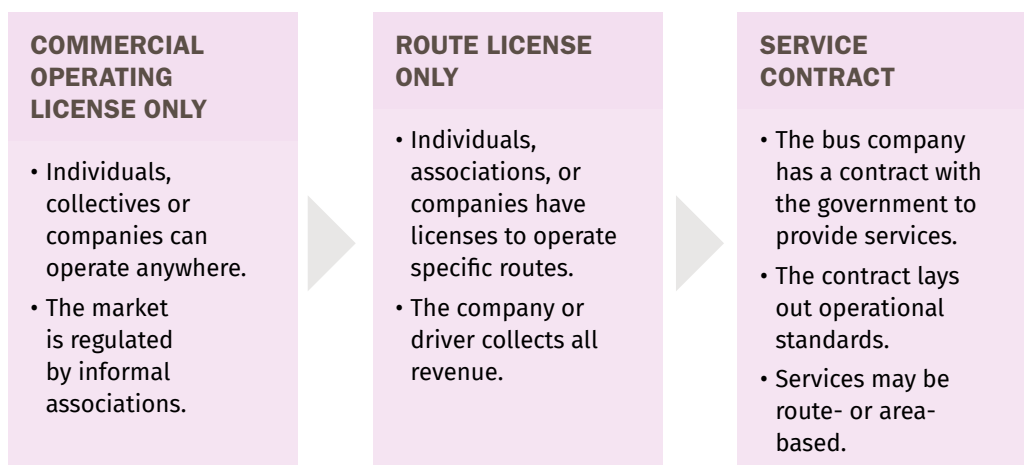 COMMERCIAL
OPERATING
LICENSE ONLY
• Individuals,
collectives or
companies can
operate anywhere.
• The market
is regulated
by informal
associations.
ROUTE LICENSE
ONLY
• Individuals,
associations, or
companies have
licenses to operate
specific routes.
• The company or
driver collects all
revenue.
SERVICE
CONTRACT
• The bus company
has a contract with
the government to
provide services.
• The contract lays
out operational
standards.
• Services may be
route- or area-
based.